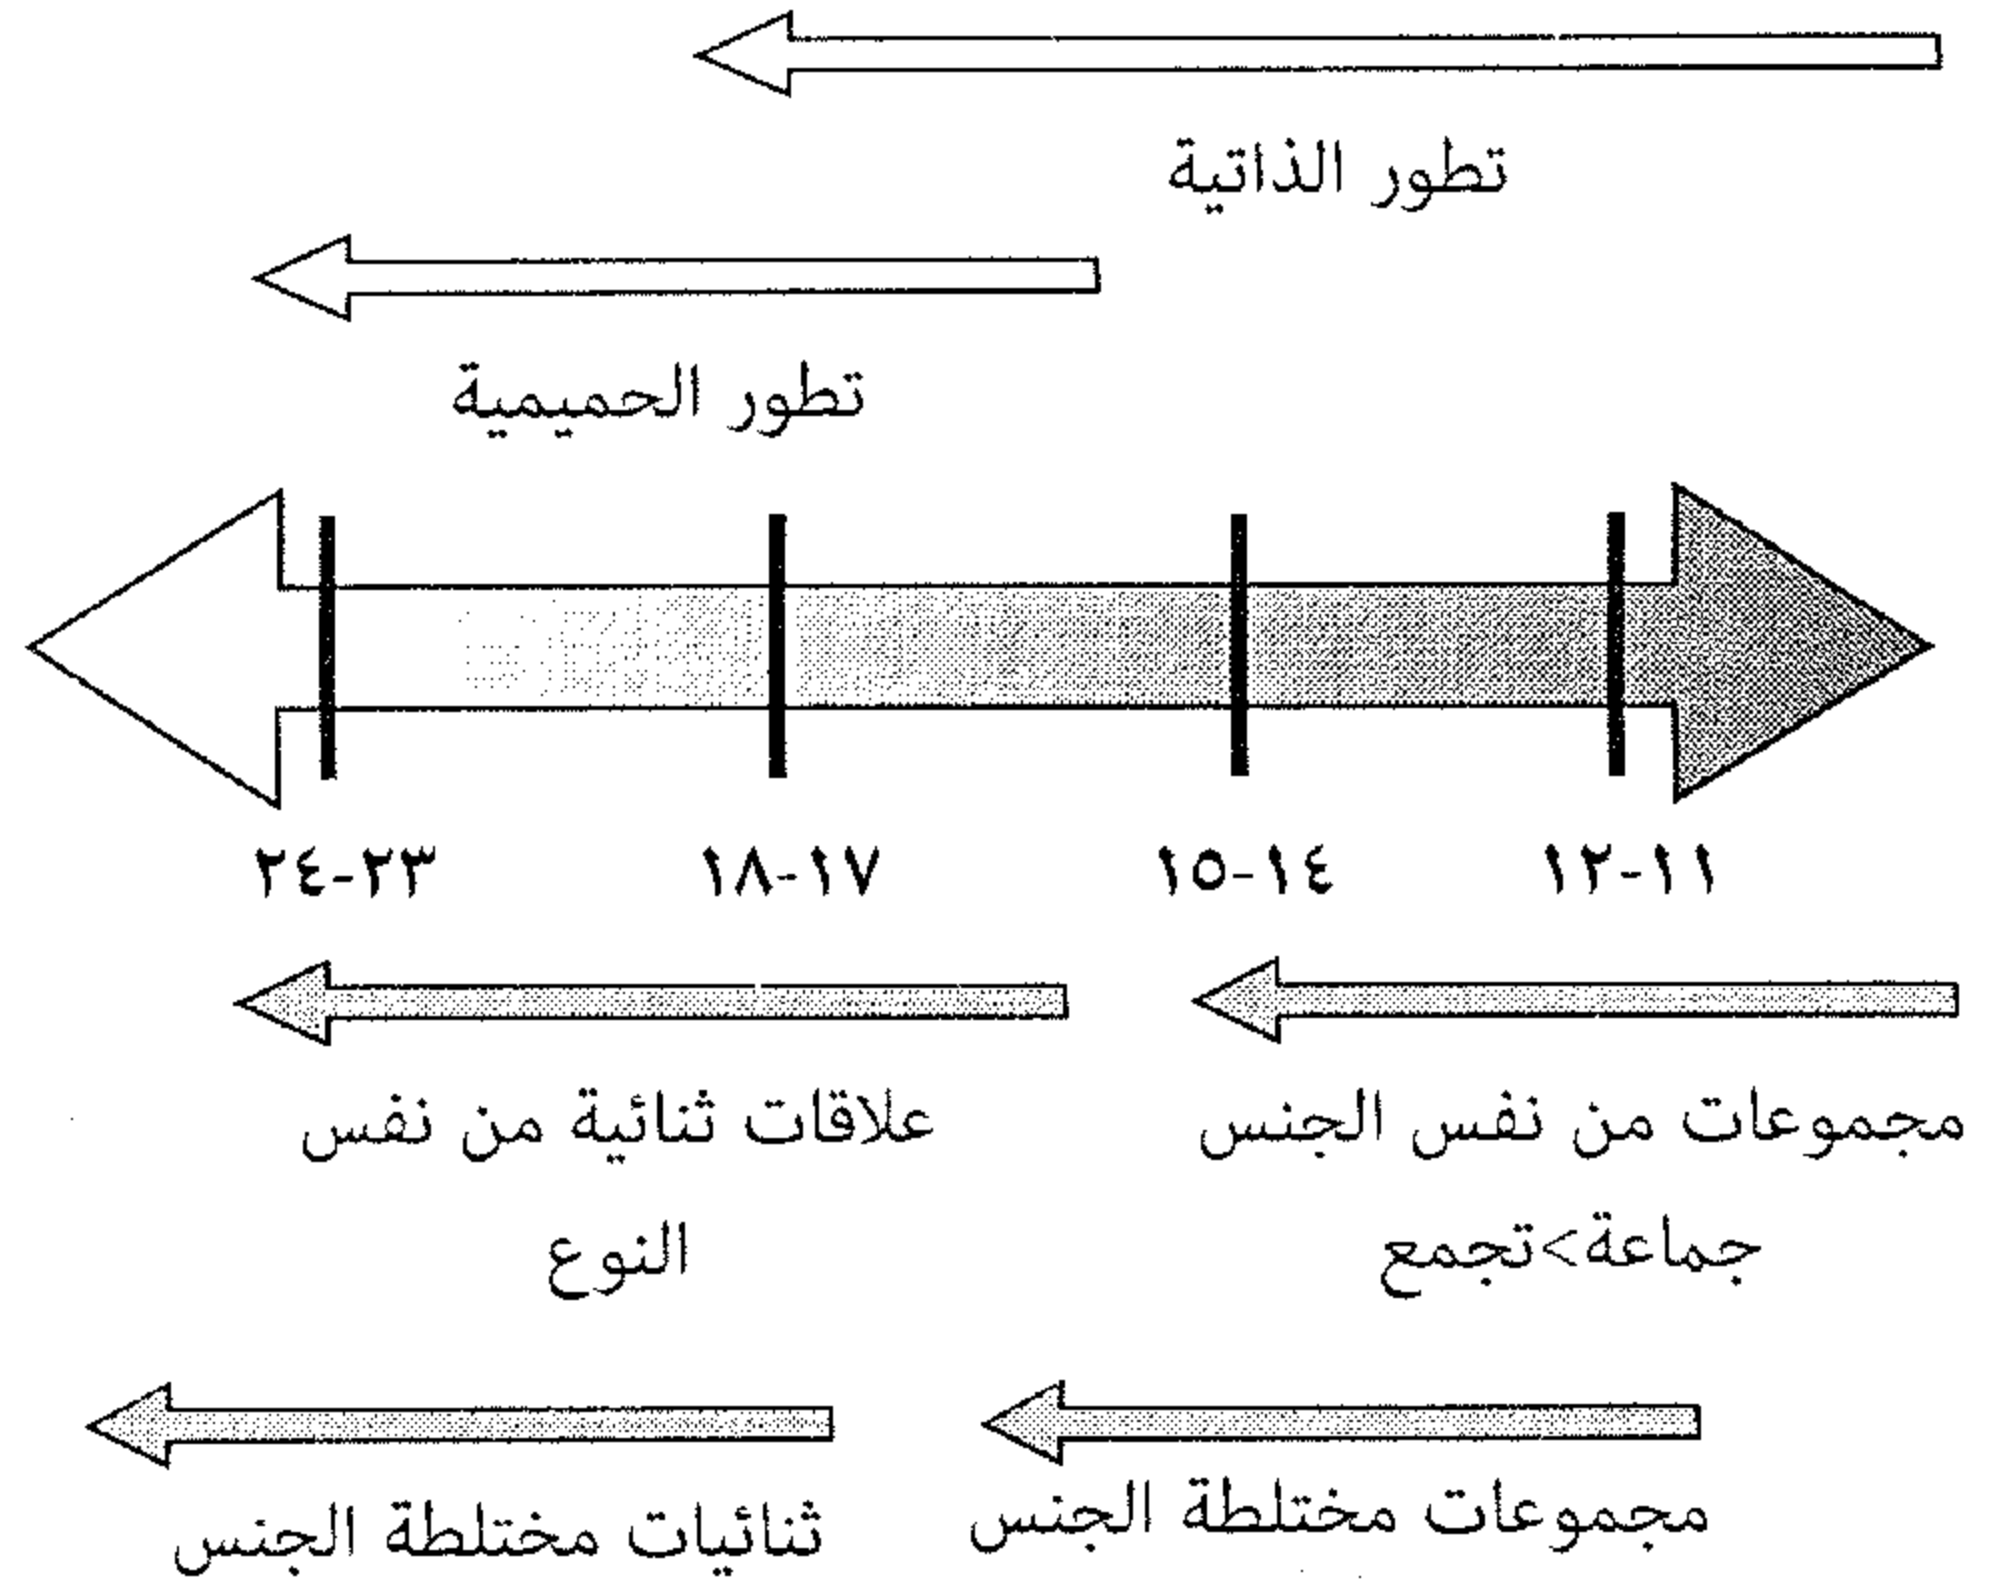 تطور الذاتية
تطور الحميمية
١١-١٢
١٤-١٥
١٧-١٨
٢٣-٢٤
مجموعات من نفس الجنس
جماعة>تجمع
علاقات ثنائية من نفس
النوع
مجموعات مختلطة الجنس
ثنائيات مختلطة الجنس